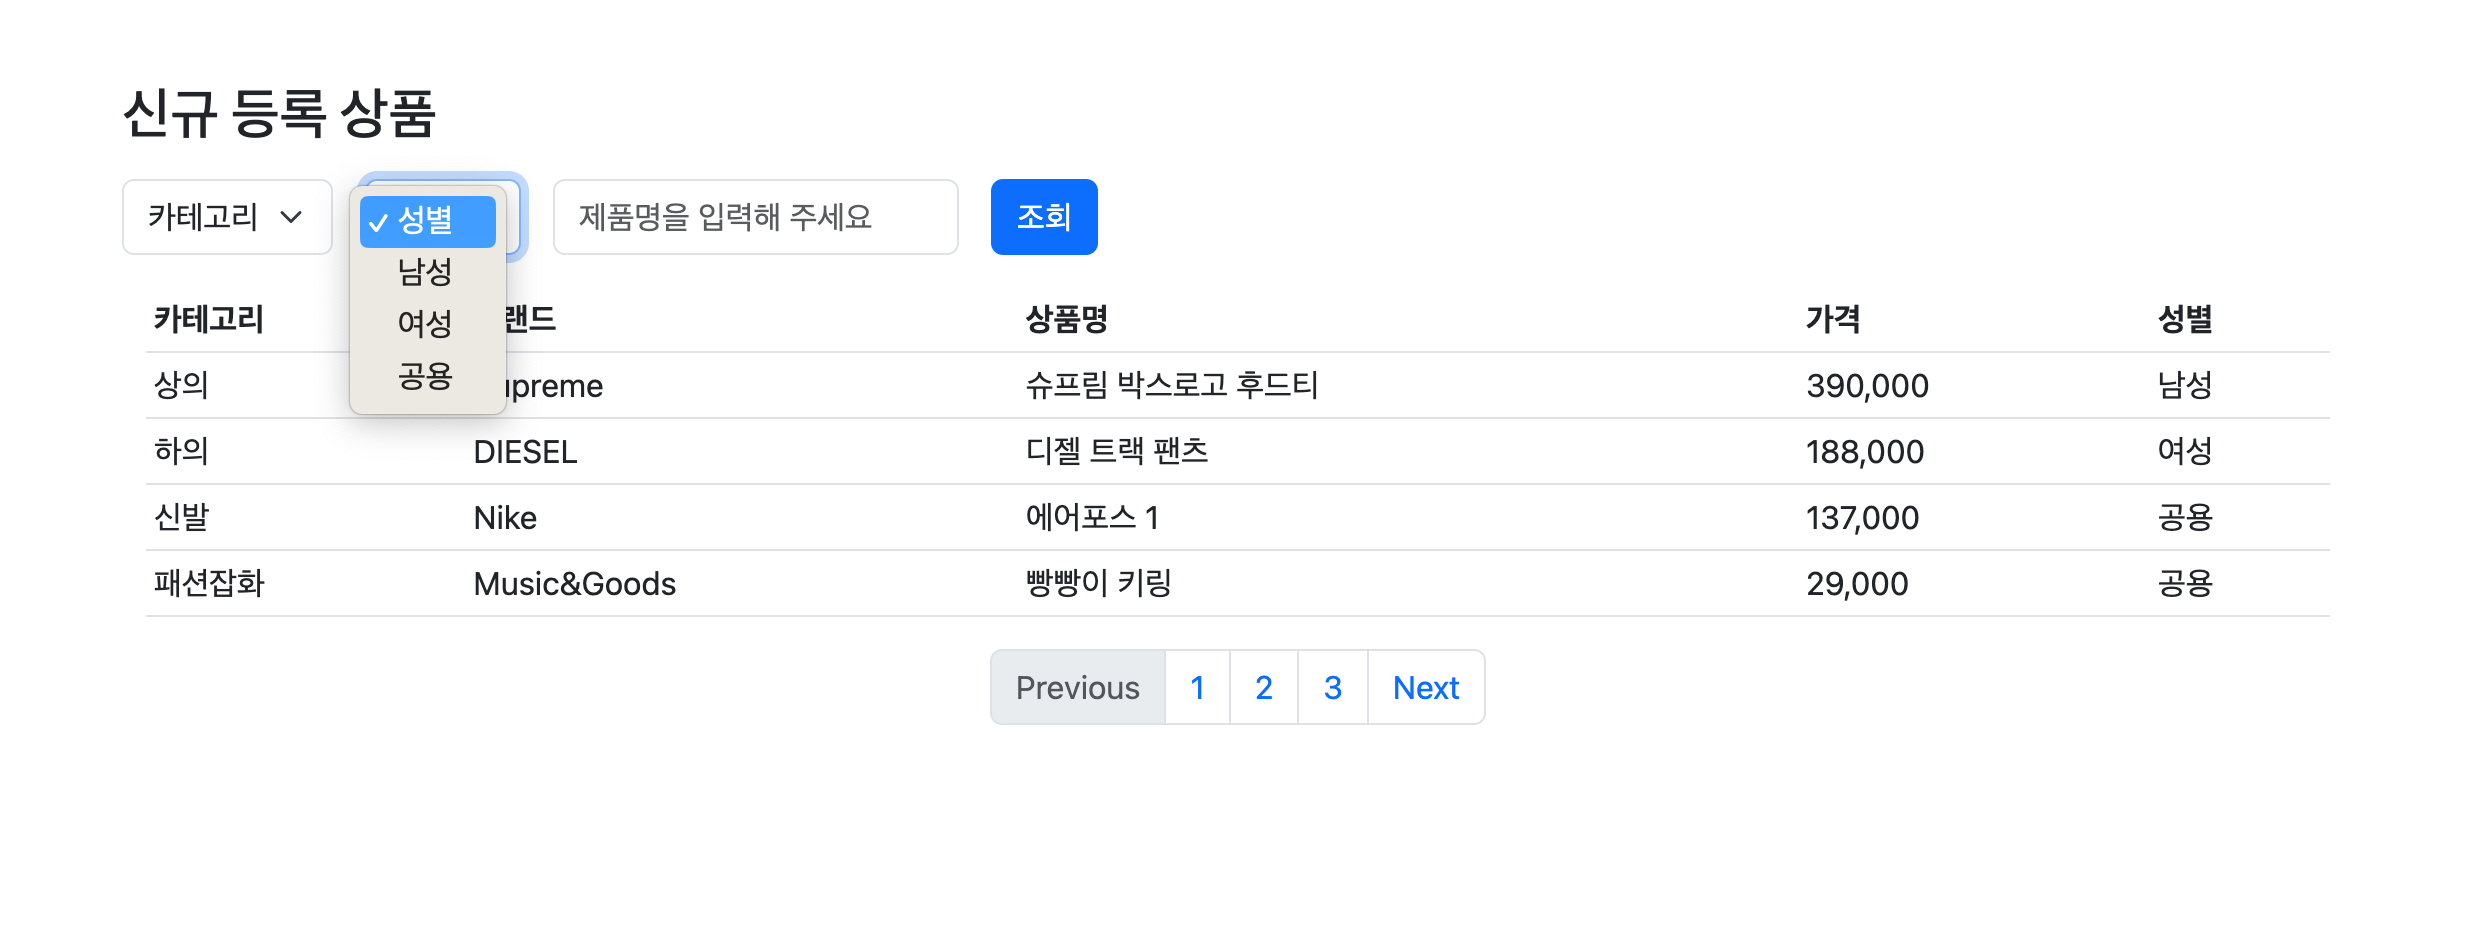 신규 등록 상품
카테고리
성별
남성
여성
공용
제품명을 입력해 주세요
조회
카테고리 랜드 상품명 가격 성별
상의 upreme 슈프림 박스로고 후드티 390,000 남성
하의 DIESEL 디젤 트랙 팬츠 188,000 여성
신발 Nike 에어포스 1 137,000 공용
패션잡화 Music&Goods 빵빵이 키링 29,000 공용
Previous 1 2 3 Next